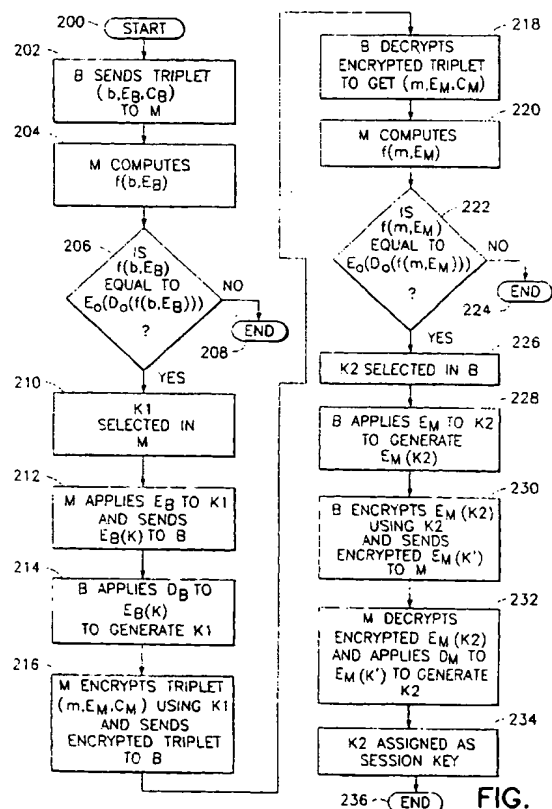 200
START
202
B SENDS TRIPLET
(b,E_B,C_B)
TO M
204
M COMPUTES
f(b,E_B)
206
IS
f(b,E_B)
EQUAL TO
E_o(D_o(f(b,E_B)))
?
NO
END
208
YES
210
K1
SELECTED IN
M
212
M APPLIES E_B TO K1
AND SENDS
E_B(K) TO B
214
B APPLIES D_B TO
E_B(K)
TO GENERATE K1
216
M ENCRYPTS TRIPLET
(m,E_M,C_M) USING K1
AND SENDS
ENCRYPTED TRIPLET
TO B
218
B DECRYPTS
ENCRYPTED TRIPLET
TO GET (m,E_M,C_M)
220
M COMPUTES
f(m,E_M)
222
IS
f(m,E_M)
EQUAL TO
E_o(D_o(f(m,E_M)))
?
NO
END
224
YES
226
K2 SELECTED IN B
228
B APPLIES E_M TO K2
TO GENERATE
E_M(K2)
230
B ENCRYPTS E_M(K2)
USING K2
AND SENDS
ENCRYPTED E_M(K')
TO M
232
M DECRYPTS
ENCRYPTED E_M(K2)
AND APPLIES D_M TO
E_M(K') TO GENERATE
K2
234
K2 ASSIGNED AS
SESSION KEY
236
END
FIG.